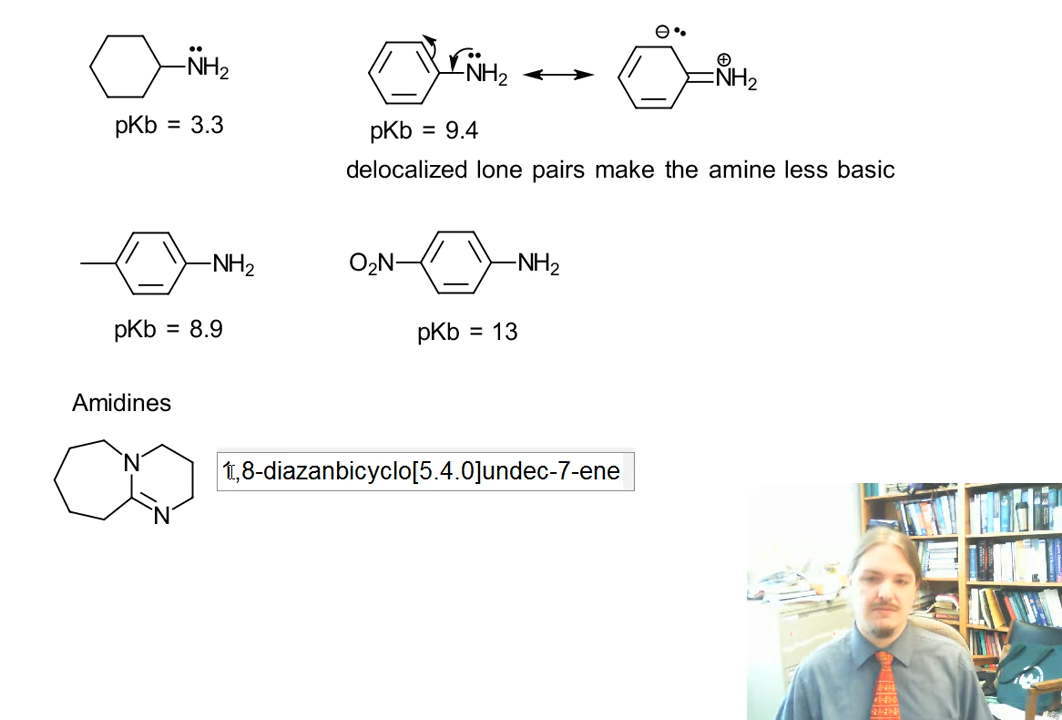 NH2
NH2
NH2
pKb = 3.3
pKb = 9.4
delocalized lone pairs make the amine less basic
NH2
O2N
NH2
pKb = 8.9
pKb = 13
Amidines
N
1,8-diazanbicyclo[5.4.0]undec-7-ene
N